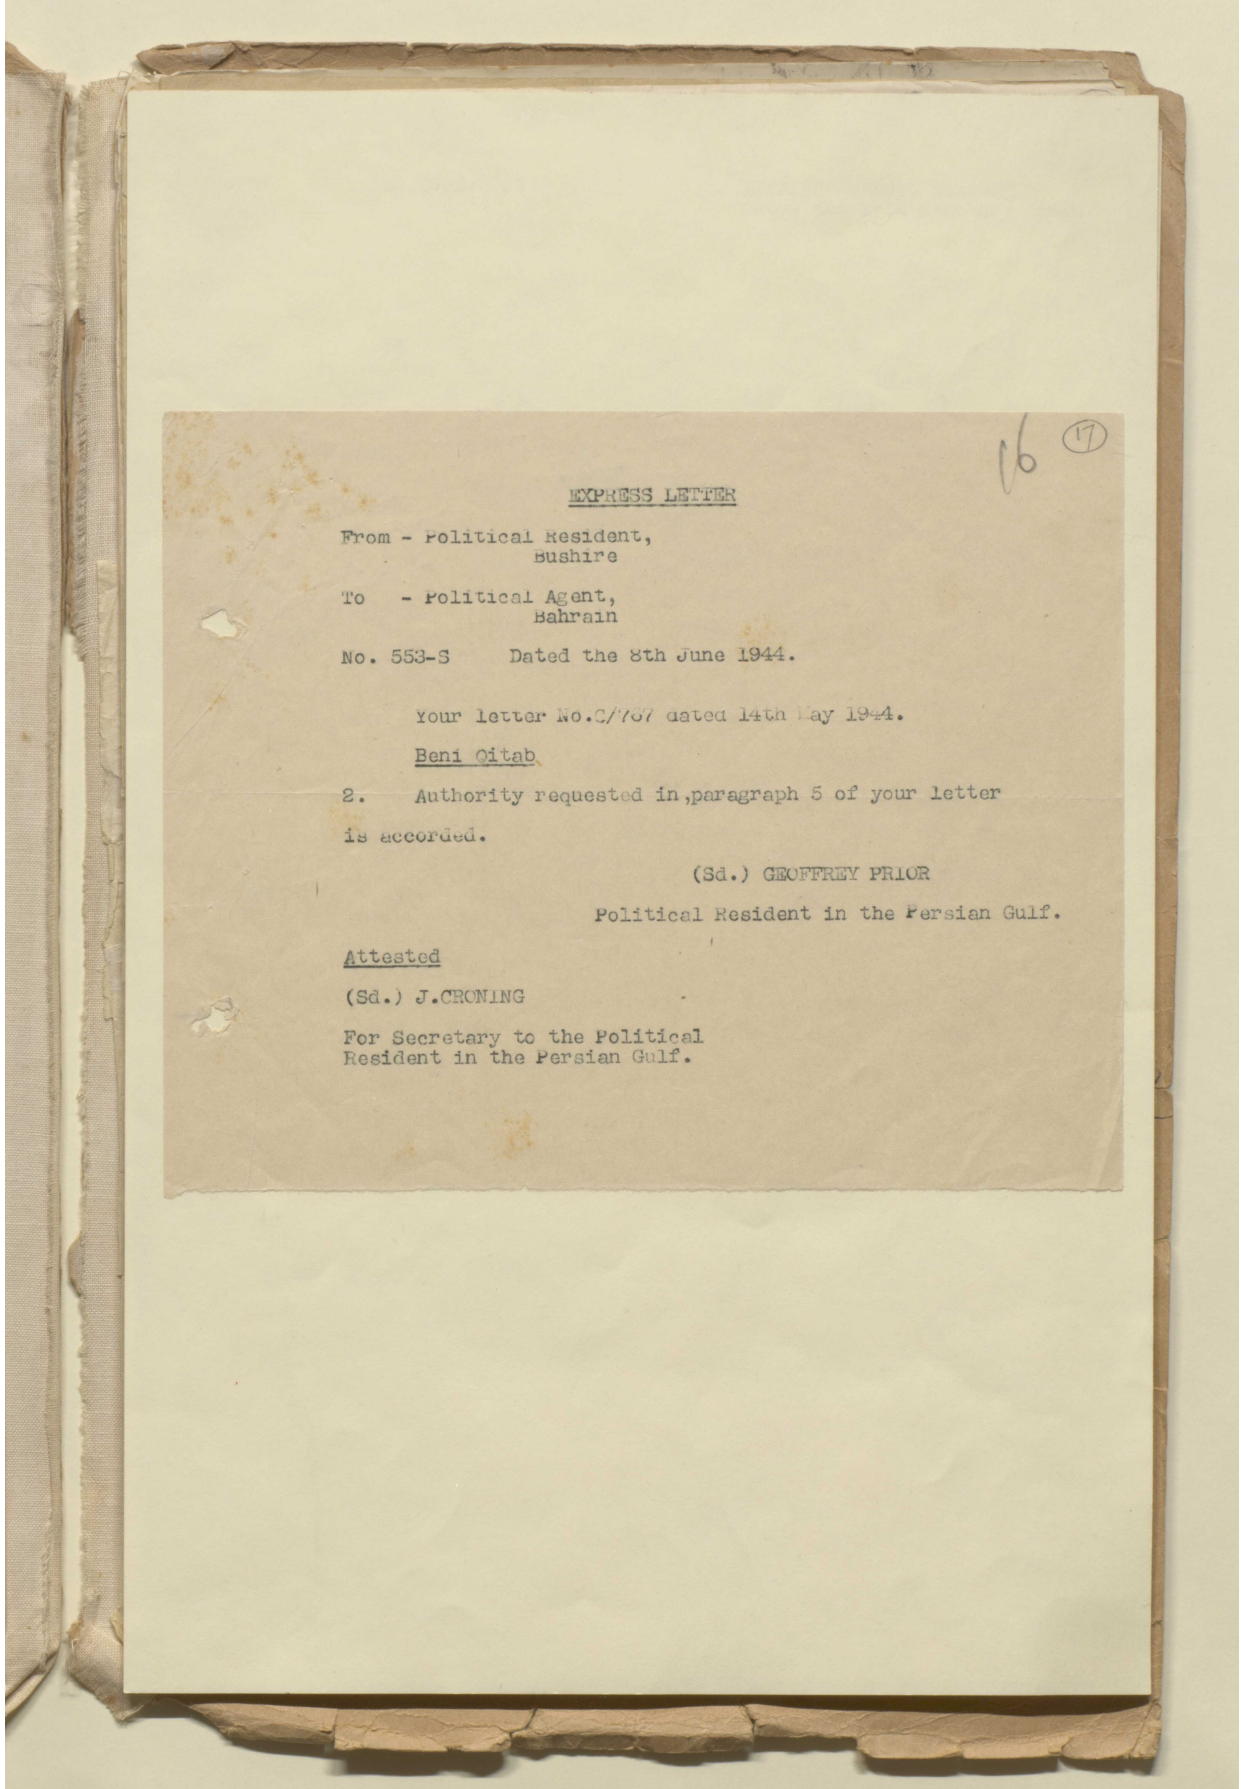 16
17
EXPRESS LETTER
From - Political Resident,
Bushire
To - Political Agent,
Bahrain
No. 553-S Dated the 8th June 1944.
Your letter No.C/767 dated 14th May 1944.
Beni Qitab
2. Authority requested in,paragraph 5 of your letter
is accorded.
(Sd.) GEOFFREY PRIOR
Political Resident in the Persian Gulf.
Attested
(Sd.) J.CRONING
For Secretary to the Political
Resident in the Persian Gulf.